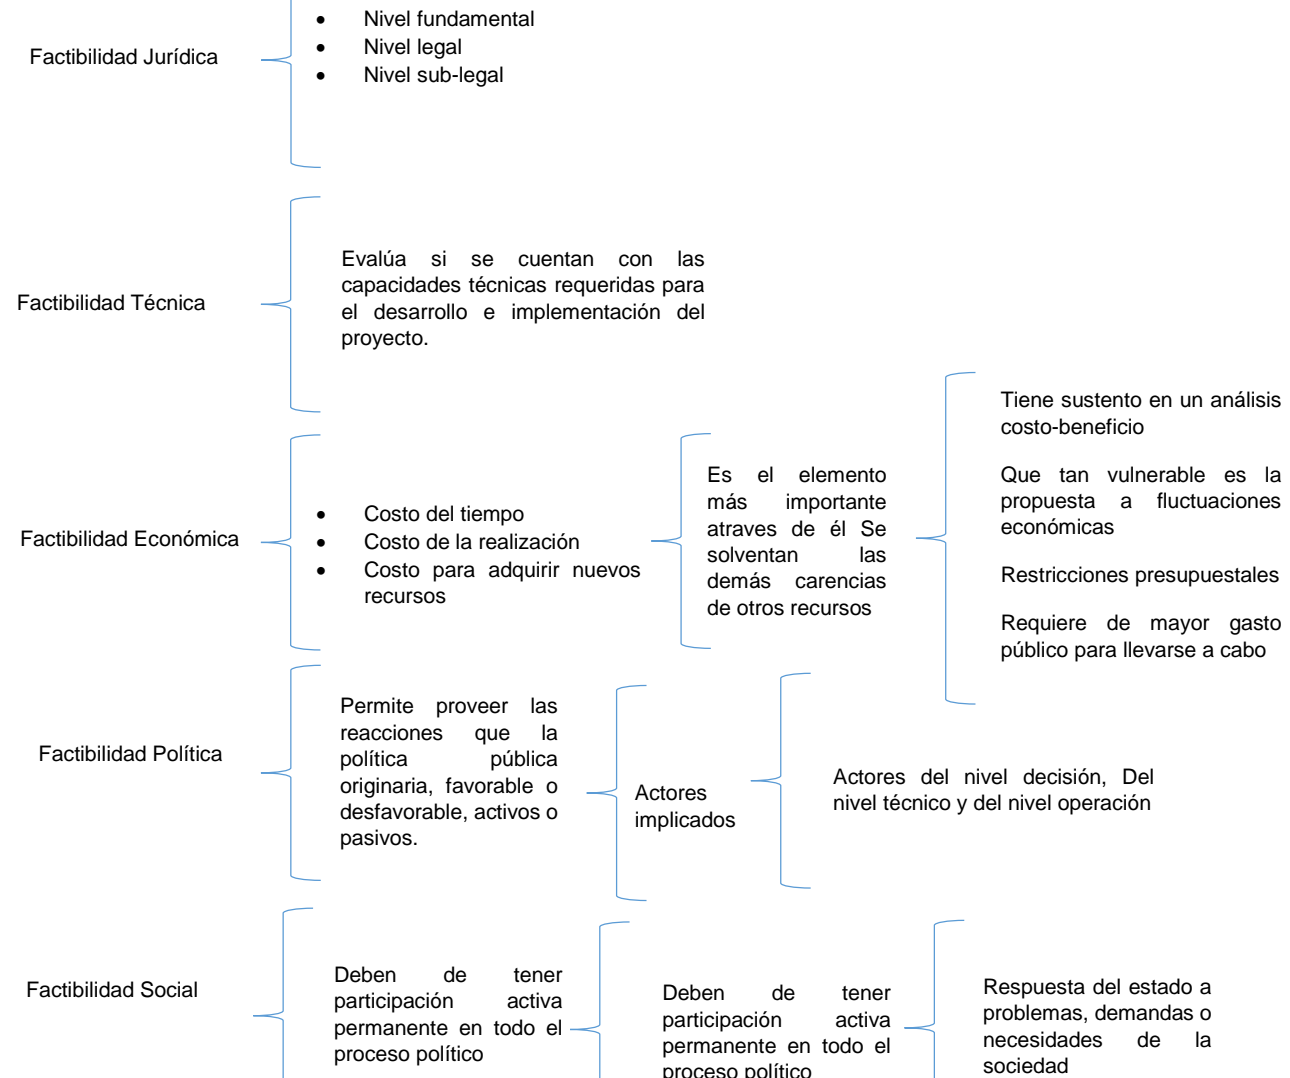 Factibilidad Jurídica
• Nivel fundamental
• Nivel legal
• Nivel sub-legal
Factibilidad Técnica
Evalúa si se cuentan con las
capacidades técnicas requeridas para
el desarrollo e implementación del
proyecto.
Factibilidad Económica
• Costo del tiempo
• Costo de la realización
• Costo para adquirir nuevos
recursos
Es el elemento
más importante
atraves de él Se
solventan las
demás carencias
de otros recursos
Tiene sustento en un análisis
costo-beneficio
Que tan vulnerable es la
propuesta a fluctuaciones
económicas
Restricciones presupuestales
Requiere de mayor gasto
público para llevarse a cabo
Factibilidad Política
Permite proveer las
reacciones que la
política pública
originaria, favorable o
desfavorable, activos o
pasivos.
Actores
implicados
Actores del nivel decisión, Del
nivel técnico y del nivel operación
Factibilidad Social
Deben de tener
participación activa
permanente en todo el
proceso político
Deben de tener
participación activa
permanente en todo el
proceso político
Respuesta del estado a
problemas, demandas o
necesidades de la
sociedad